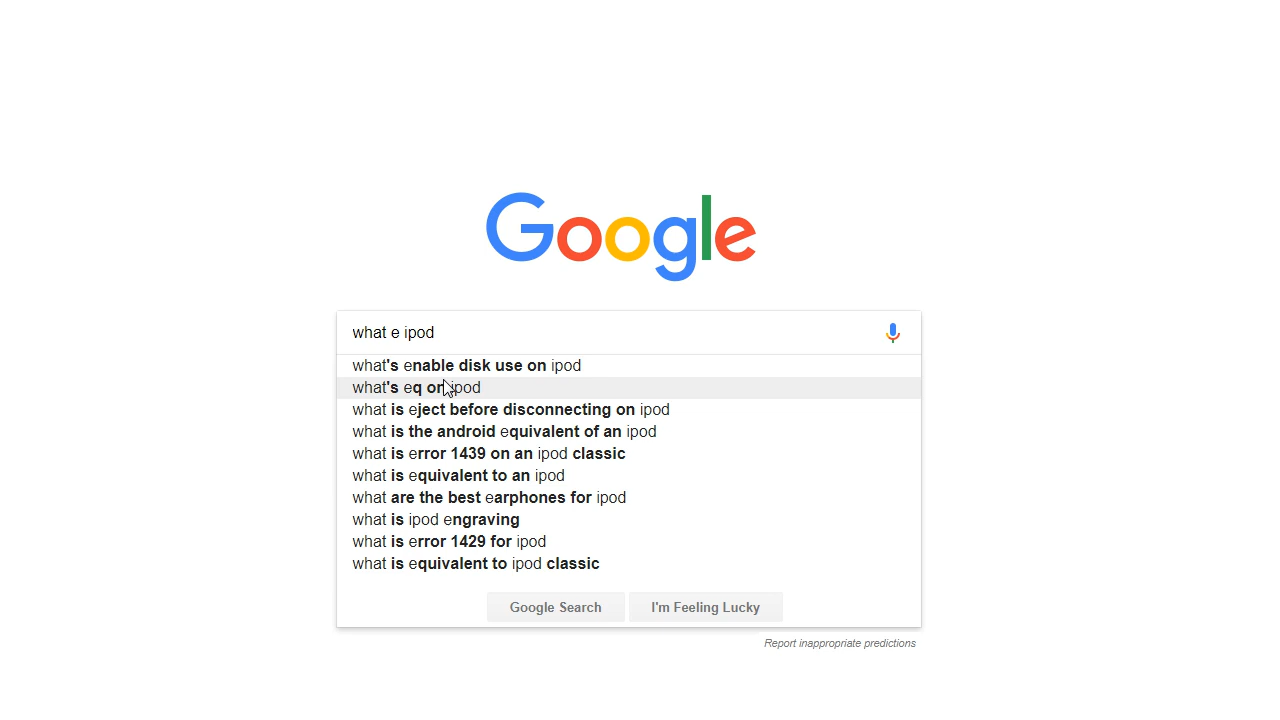 Google
what e ipod
what's enable disk use on ipod
what's eq on ipod
what is eject before disconnecting on ipod
what is the android equivalent of an ipod
what is error 1439 on an ipod classic
what is equivalent to an ipod
what are the best earphones for ipod
what is ipod engraving
what is error 1429 for ipod
what is equivalent to ipod classic
Google Search I'm Feeling Lucky
Report inappropriate predictions